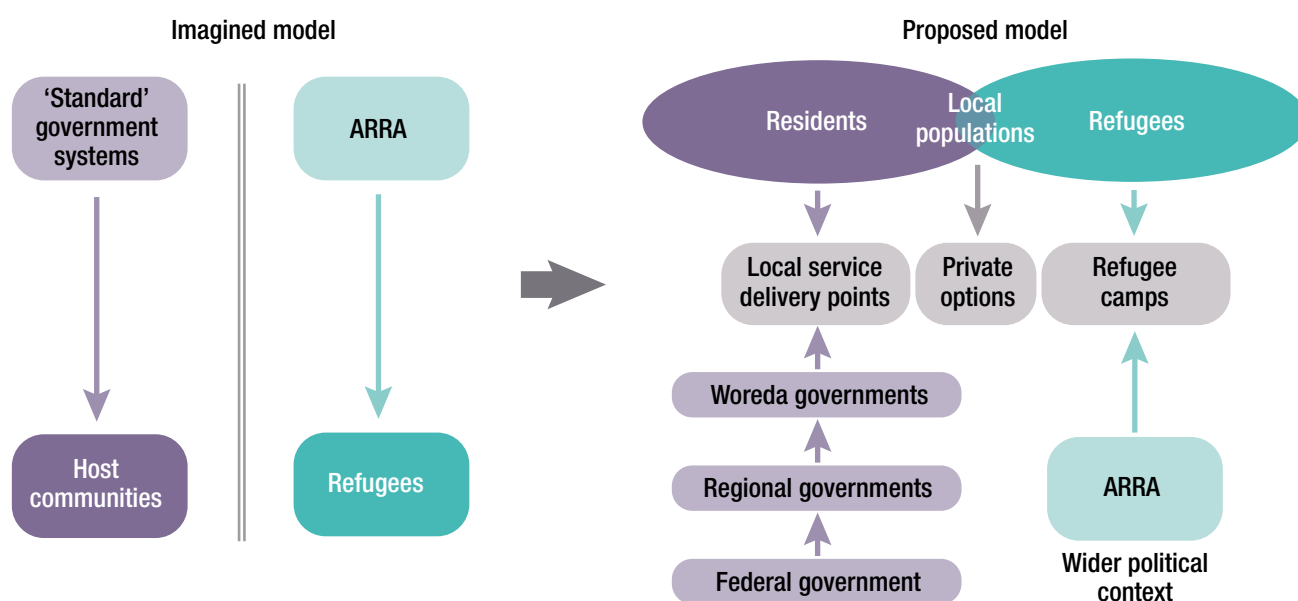 Imagined model
‘Standard’
government
systems
ARRA
Host
communities
Refugees
Proposed model
Residents
Local
populations
Refugees
Local service
delivery points
Private
options
Refugee
camps
Woreda governments
Regional governments
Federal government
ARRA
Wider political
context